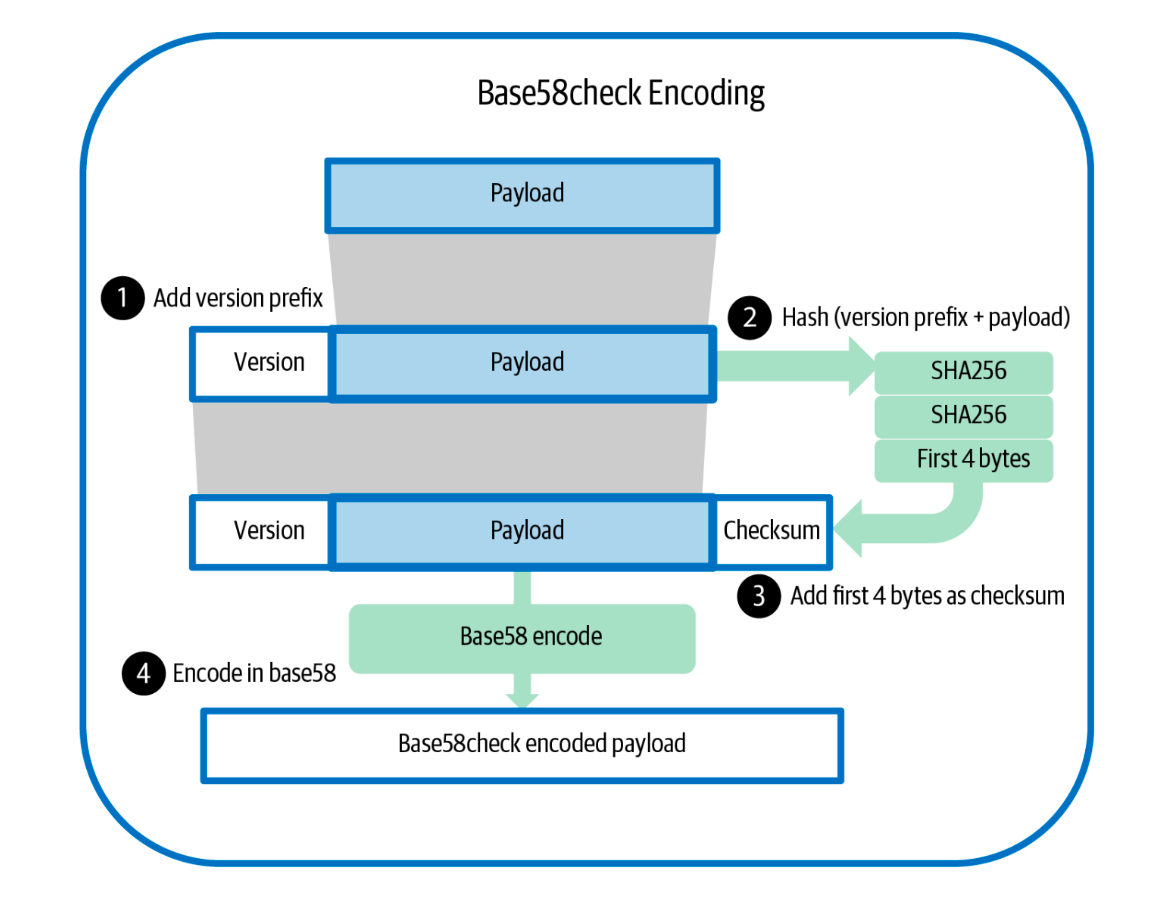 Base58check Encoding
Payload
1 Add version prefix
2 Hash (version prefix + payload)
Version Payload
SHA256
SHA256
First 4 bytes
Version Payload Checksum
3 Add first 4 bytes as checksum
Base58 encode
4 Encode in base58
Base58check encoded payload